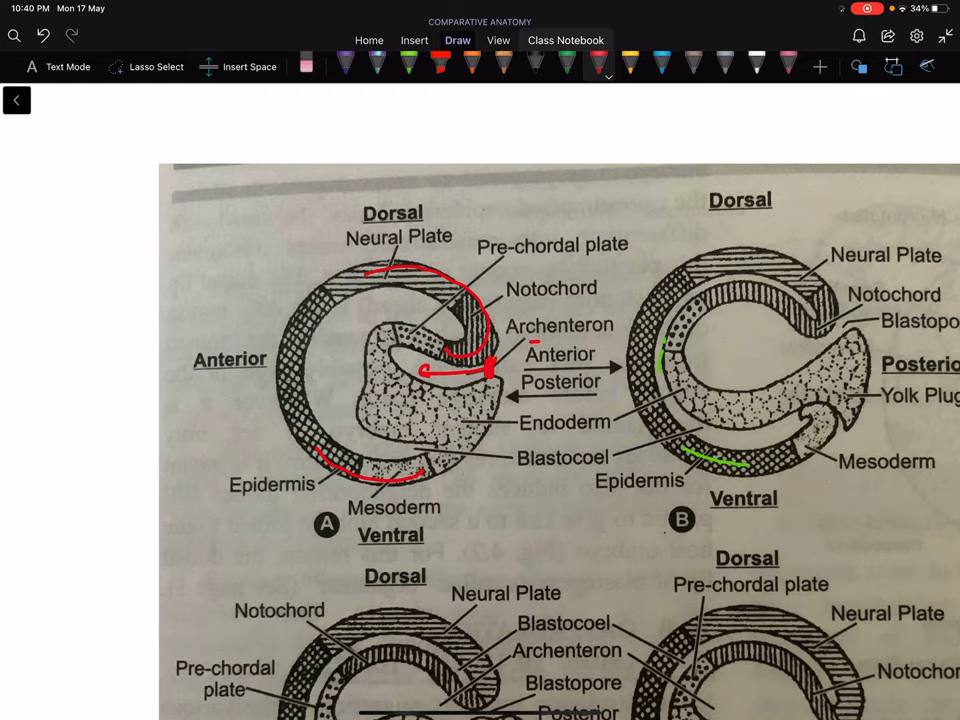 10:40 PM Mon 17 May
34%
COMPARATIVE ANATOMY
Home Insert Draw View Class Notebook
Text Mode Lasso Select Insert Space
Dorsal
Neural Plate
Pre-chordal plate
Notochord
Archenteron
Anterior
Anterior
Posterior
Endoderm
Blastocoel
Epidermis
Mesoderm
A
Ventral
Dorsal
Neural Plate
Notochord
Blastopo
Posterio
Yolk Plug
Mesoderm
Epidermis
Ventral
B
Dorsal
Notochord
Neural Plate
Blastocoel
Archenteron
Pre-chordal
plate
Blastopore
Posterior
Dorsal
Pre-chordal plate
Neural Plate
Notochor